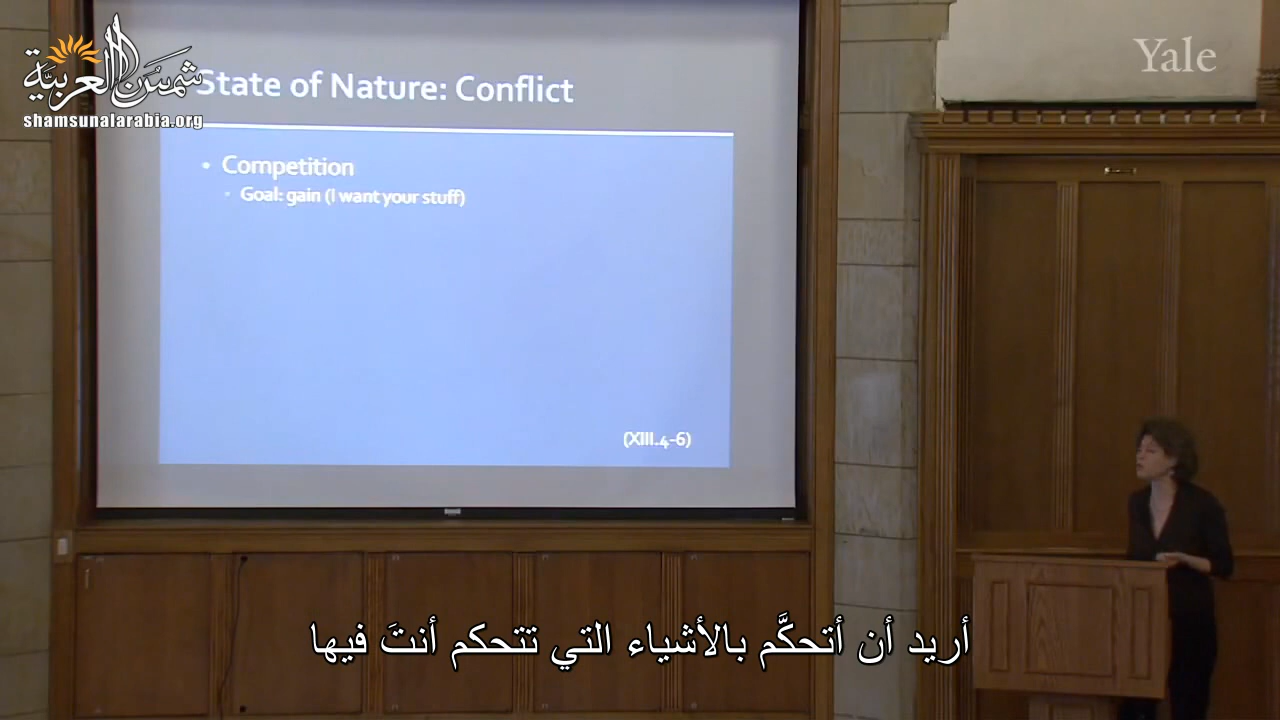 شمس العربية
shamsunalarabia.org
Yale
State of Nature: Conflict
• Competition
• Goal: gain (I want your stuff)
(XIII.4-6)
أريد أن أتحكَّم بالأشياء التي تتحكم أنتَ فيها